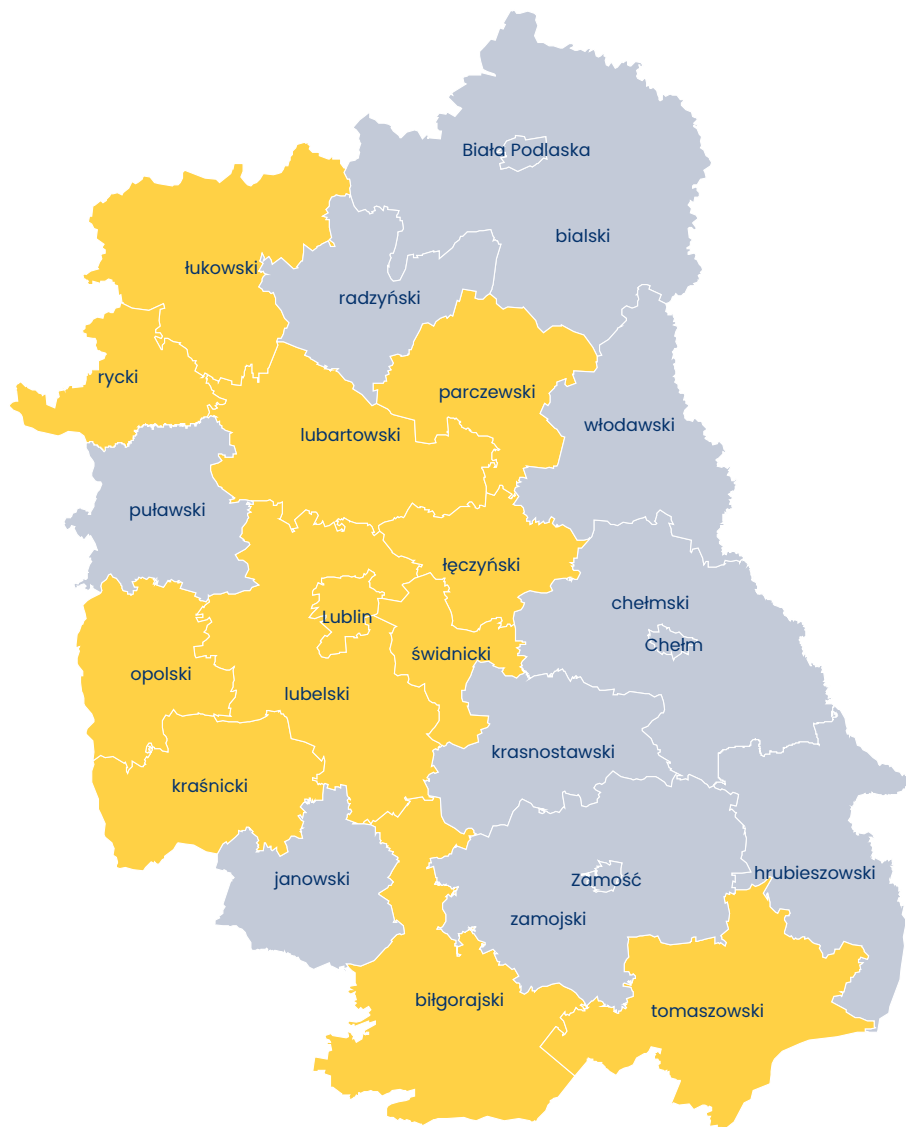 Biała Podlaska
bialski
łukowski
radzyński
rycki
parczewski
włodawski
lubartowski
puławski
łęczyński
chełmski
Lublin
Chełm
świdnicki
opolski
lubelski
krasnostawski
kraśnicki
hrubieszowski
janowski
Zamość
zamojski
biłgorajski
tomaszowski